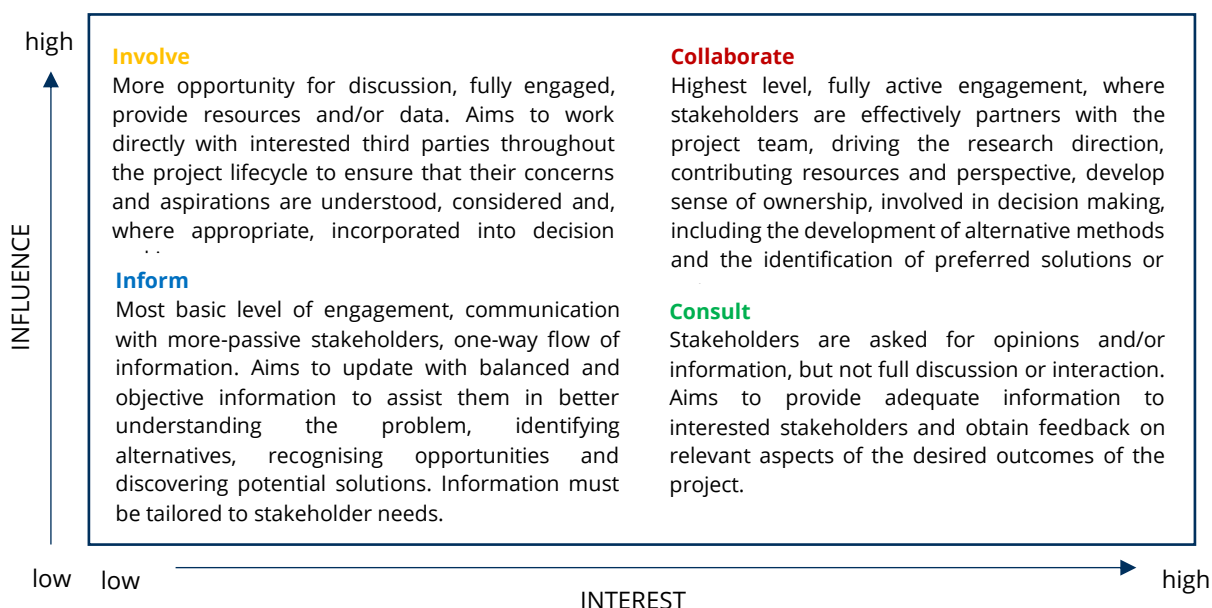 high
Involve
More opportunity for discussion, fully engaged,
provide resources and/or data. Aims to work
directly with interested third parties throughout
the project lifecycle to ensure that their concerns
and aspirations are understood, considered and,
where appropriate, incorporated into decision
Collaborate
Highest level, fully active engagement, where
stakeholders are effectively partners with the
project team, driving the research direction,
contributing resources and perspective, develop
sense of ownership, involved in decision making,
including the development of alternative methods
and the identification of preferred solutions or
INFLUENCE
Inform
Most basic level of engagement, communication
with more-passive stakeholders, one-way flow of
information. Aims to update with balanced and
objective information to assist them in better
understanding the problem, identifying
alternatives, recognising opportunities and
discovering potential solutions. Information must
be tailored to stakeholder needs.
Consult
Stakeholders are asked for opinions and/or
information, but not full discussion or interaction.
Aims to provide adequate information to
interested stakeholders and obtain feedback on
relevant aspects of the desired outcomes of the
project.
low
low
high
INTEREST